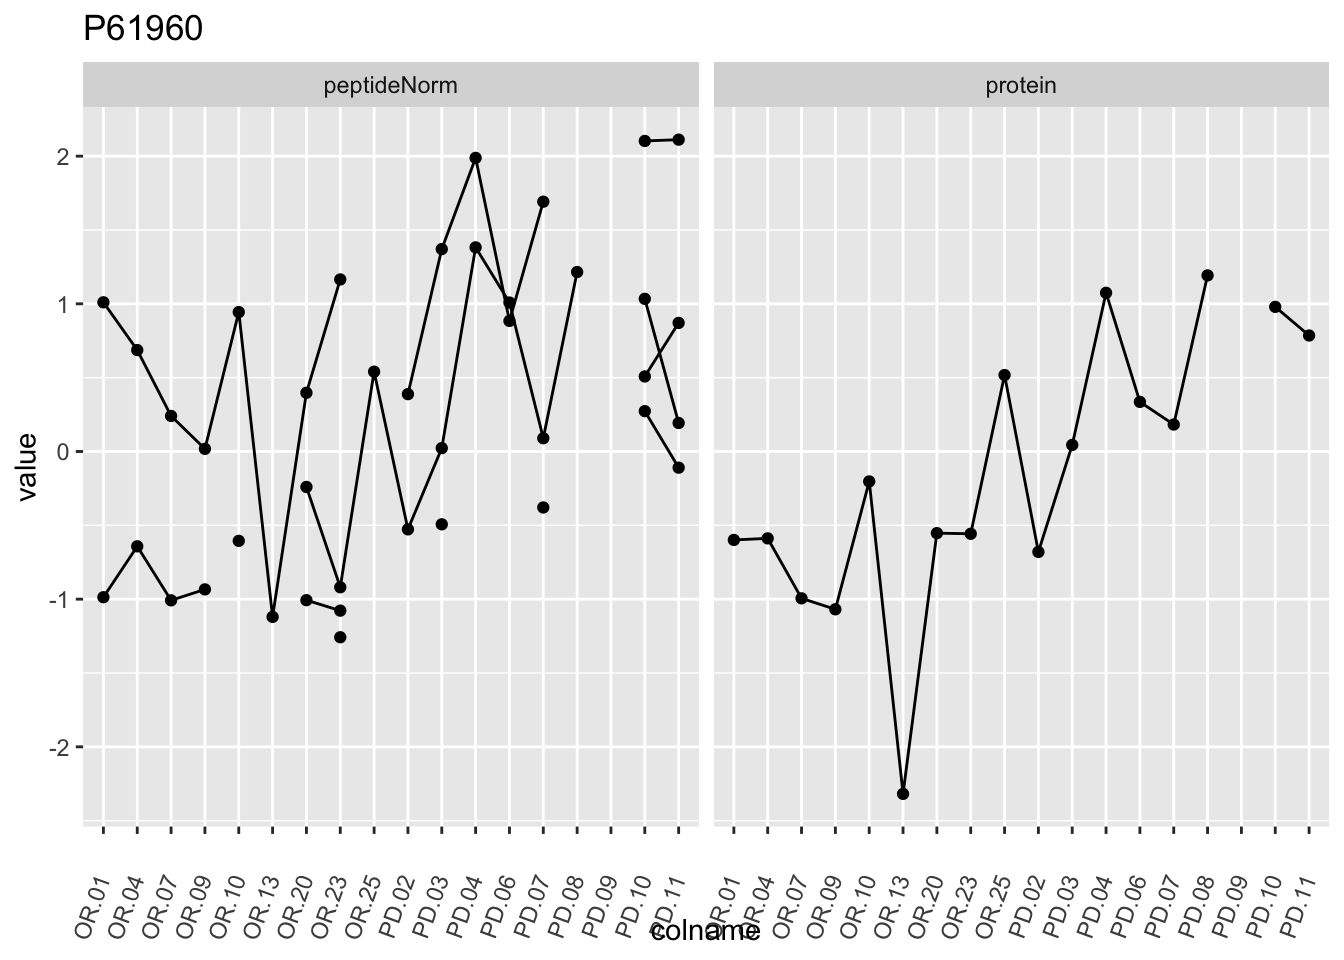 P61960
peptideNorm protein
2
1
0
-1
-2
value
OR.01 OR.04 OR.07 OR.09 OR.10 OR.13 OR.20 OR.23 OR.25 PD.02 PD.03 PD.04 PD.06 PD.07 PD.08 PD.09 PD.10 PD.11 OR.01 OR.04 OR.07 OR.09 OR.10 OR.13 OR.20 OR.23 OR.25 PD.02 PD.03 PD.04 PD.06 PD.07 PD.08 PD.09 PD.10 PD.11
colname